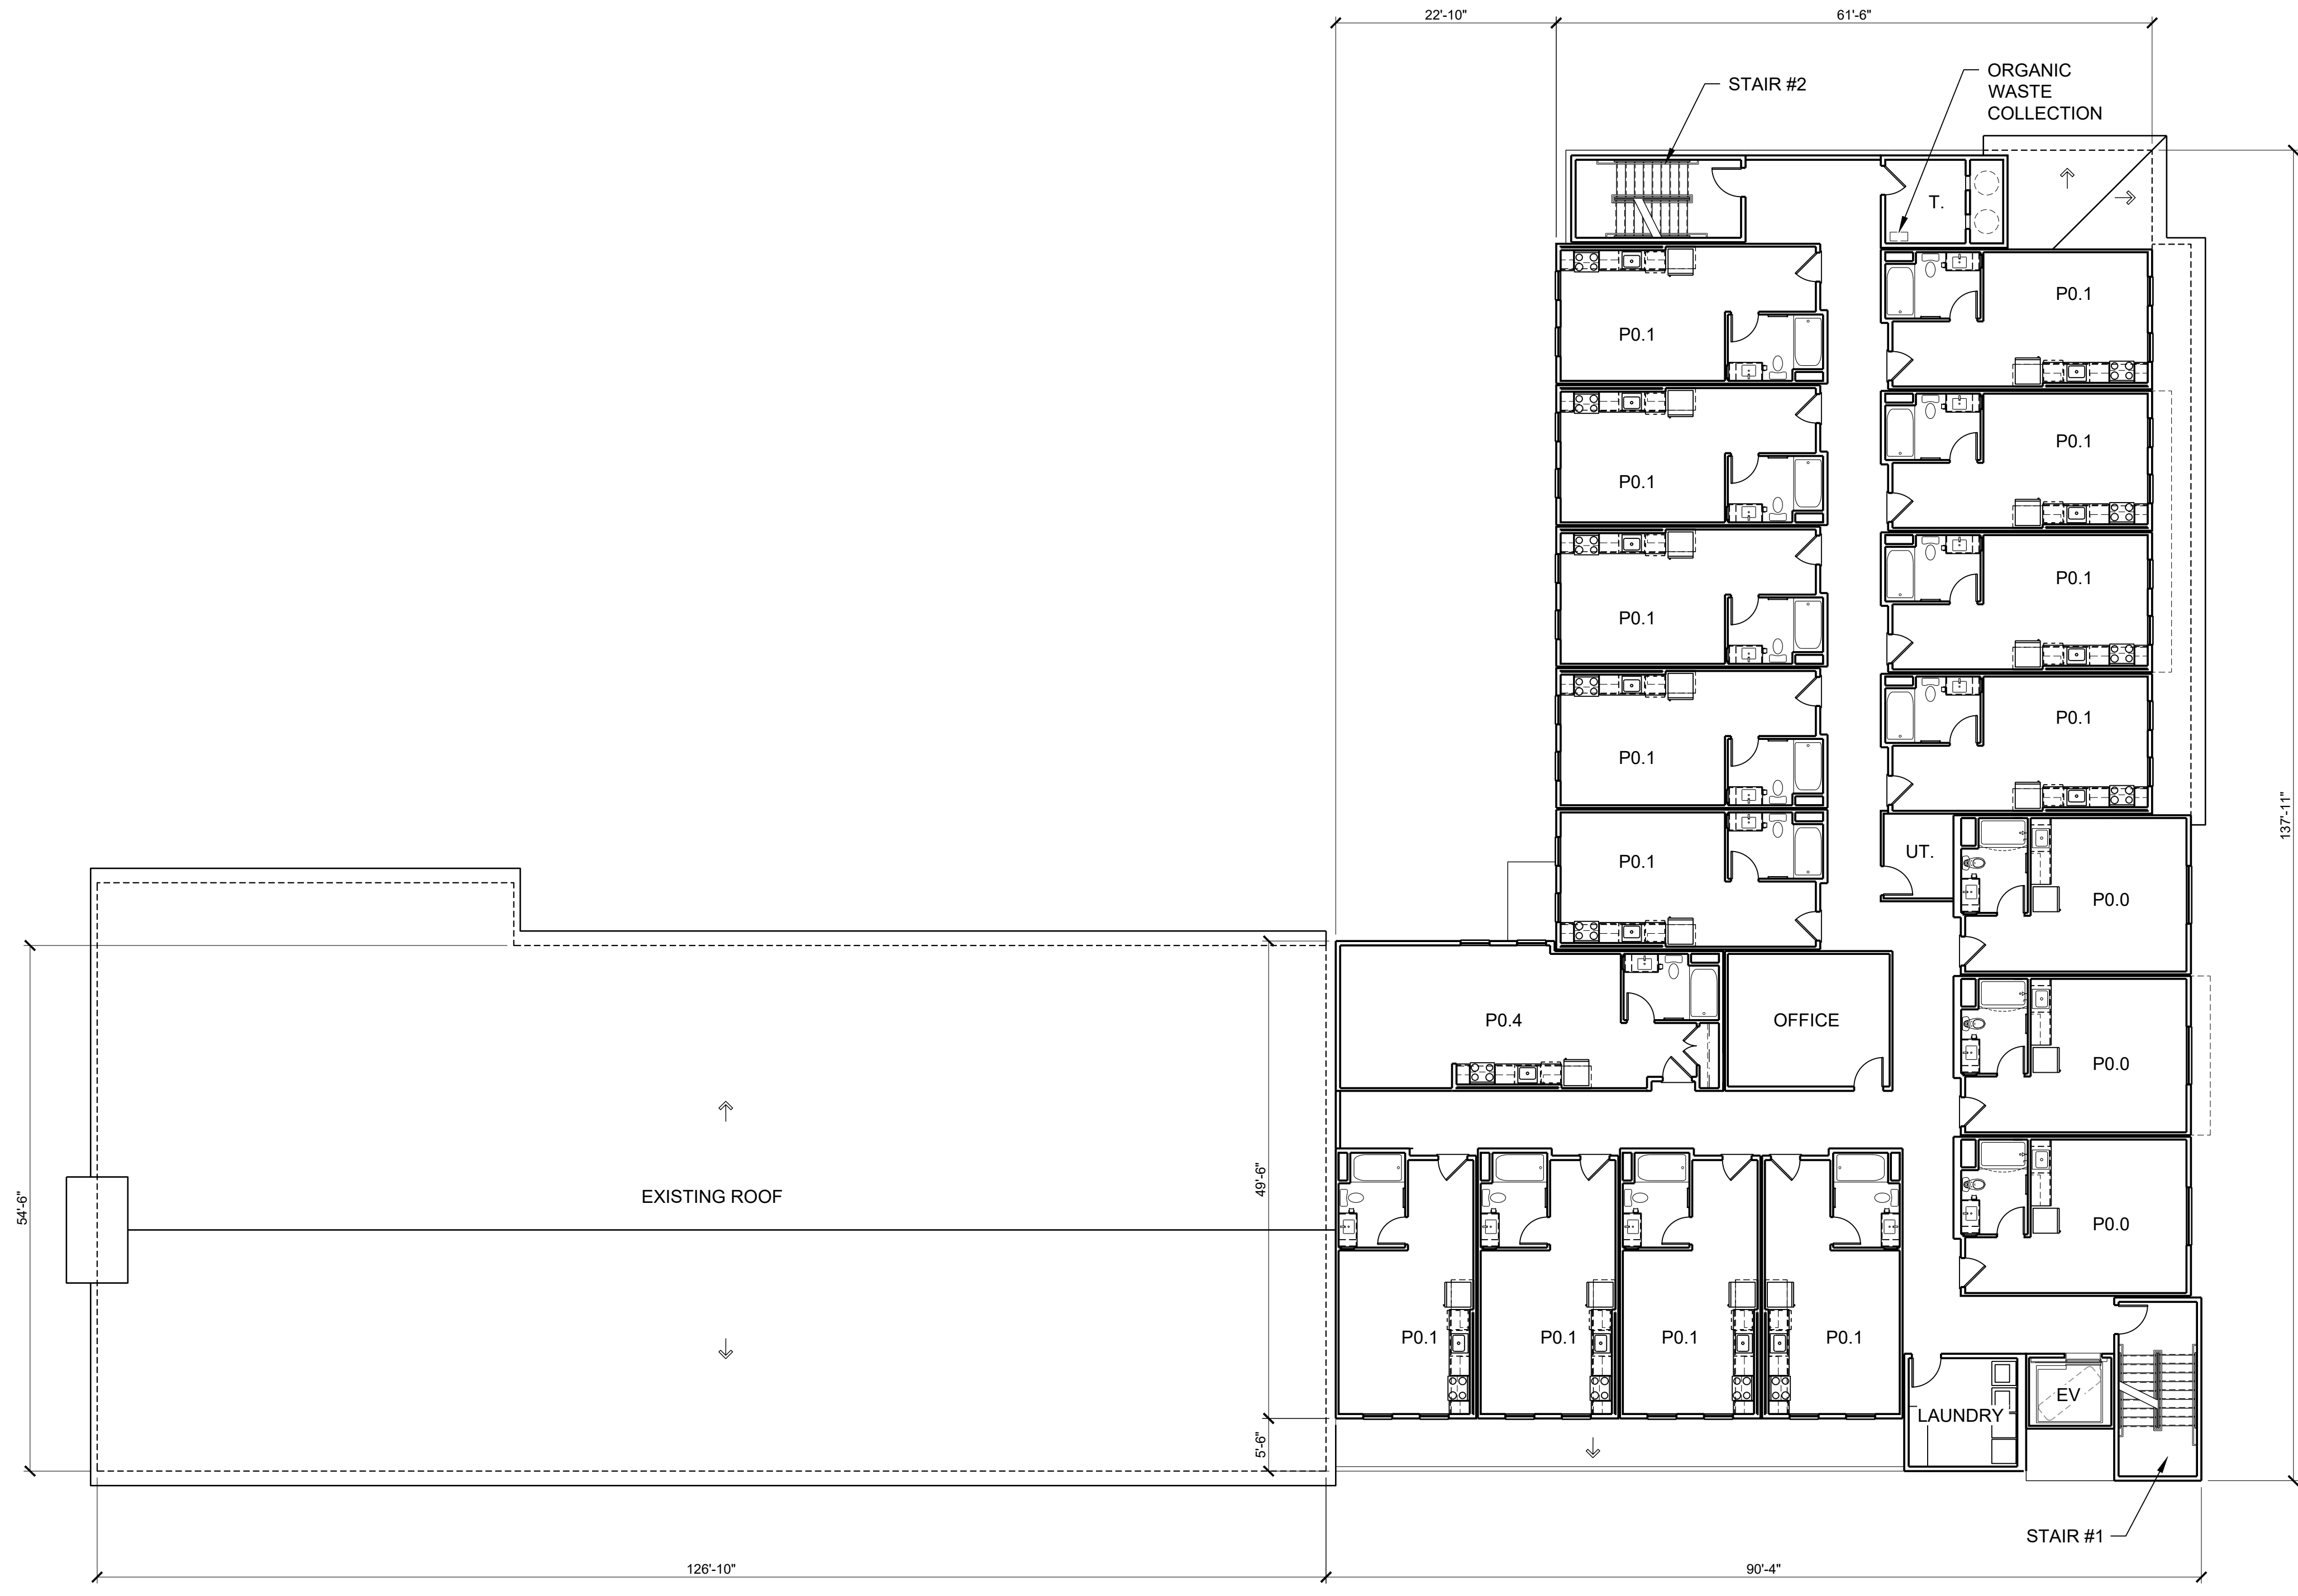 22'-10"
61'-6"
STAIR #2
ORGANIC
WASTE
COLLECTION
T.
P0.1
P0.1
P0.1
P0.1
P0.1
P0.1
P0.1
P0.1
137'-11"
P0.1
UT.
P0.0
54'-6"
49'-6"
P0.4
OFFICE
P0.0
EXISTING ROOF
P0.0
P0.1
P0.1
P0.1
P0.1
EV
LAUNDRY
5'-6"
STAIR #1
126'-10"
90'-4"